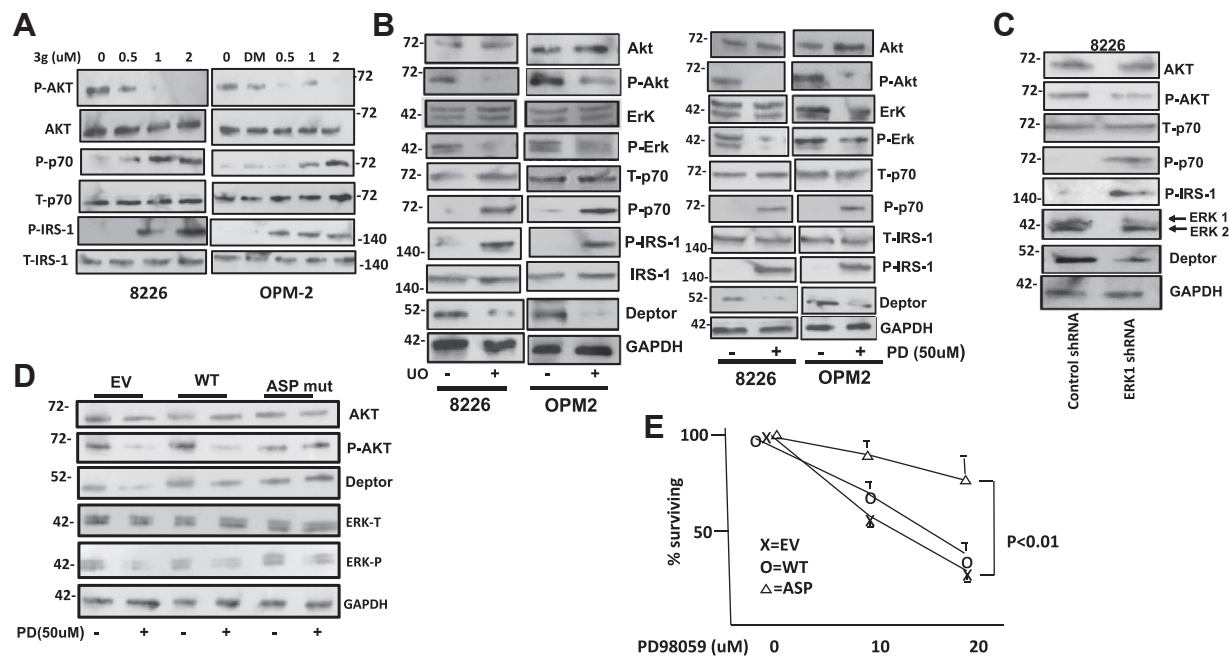 A
3g (uM) 0 0.5 1 2 0 DM 0.5 1 2
P-AKT -72
AKT -72
P-p70 -72
T-p70 -72
P-IRS-1 -140
T-IRS-1 -140
8226 OPM-2
B
72- Akt
72- P-Akt
42- ErK
42- P-Erk
72- T-p70
72- P-p70
140- P-IRS-1
140- IRS-1
52- Deptor
42- GAPDH
UO - + - +
8226 OPM2
72- Akt
72- P-Akt
42- ErK
42- P-Erk
72- T-p70
72- P-p70
140- T-IRS-1
140- P-IRS-1
52- Deptor
42- GAPDH
- + - + PD (50uM)
8226 OPM2
C
8226
72- AKT
72- P-AKT
72- T-p70
72- P-p70
140- P-IRS-1
42- ERK 1
ERK 2
52- Deptor
42- GAPDH
Control shRNA
ERK1 shRNA
D
EV WT ASP mut
72- AKT
72- P-AKT
52- Deptor
42- ERK-T
42- ERK-P
42- GAPDH
PD(50uM) - + - + - +
E
% surviving
100
50
X=EV
O=WT
△=ASP
P<0.01
PD98059 (uM) 0 10 20